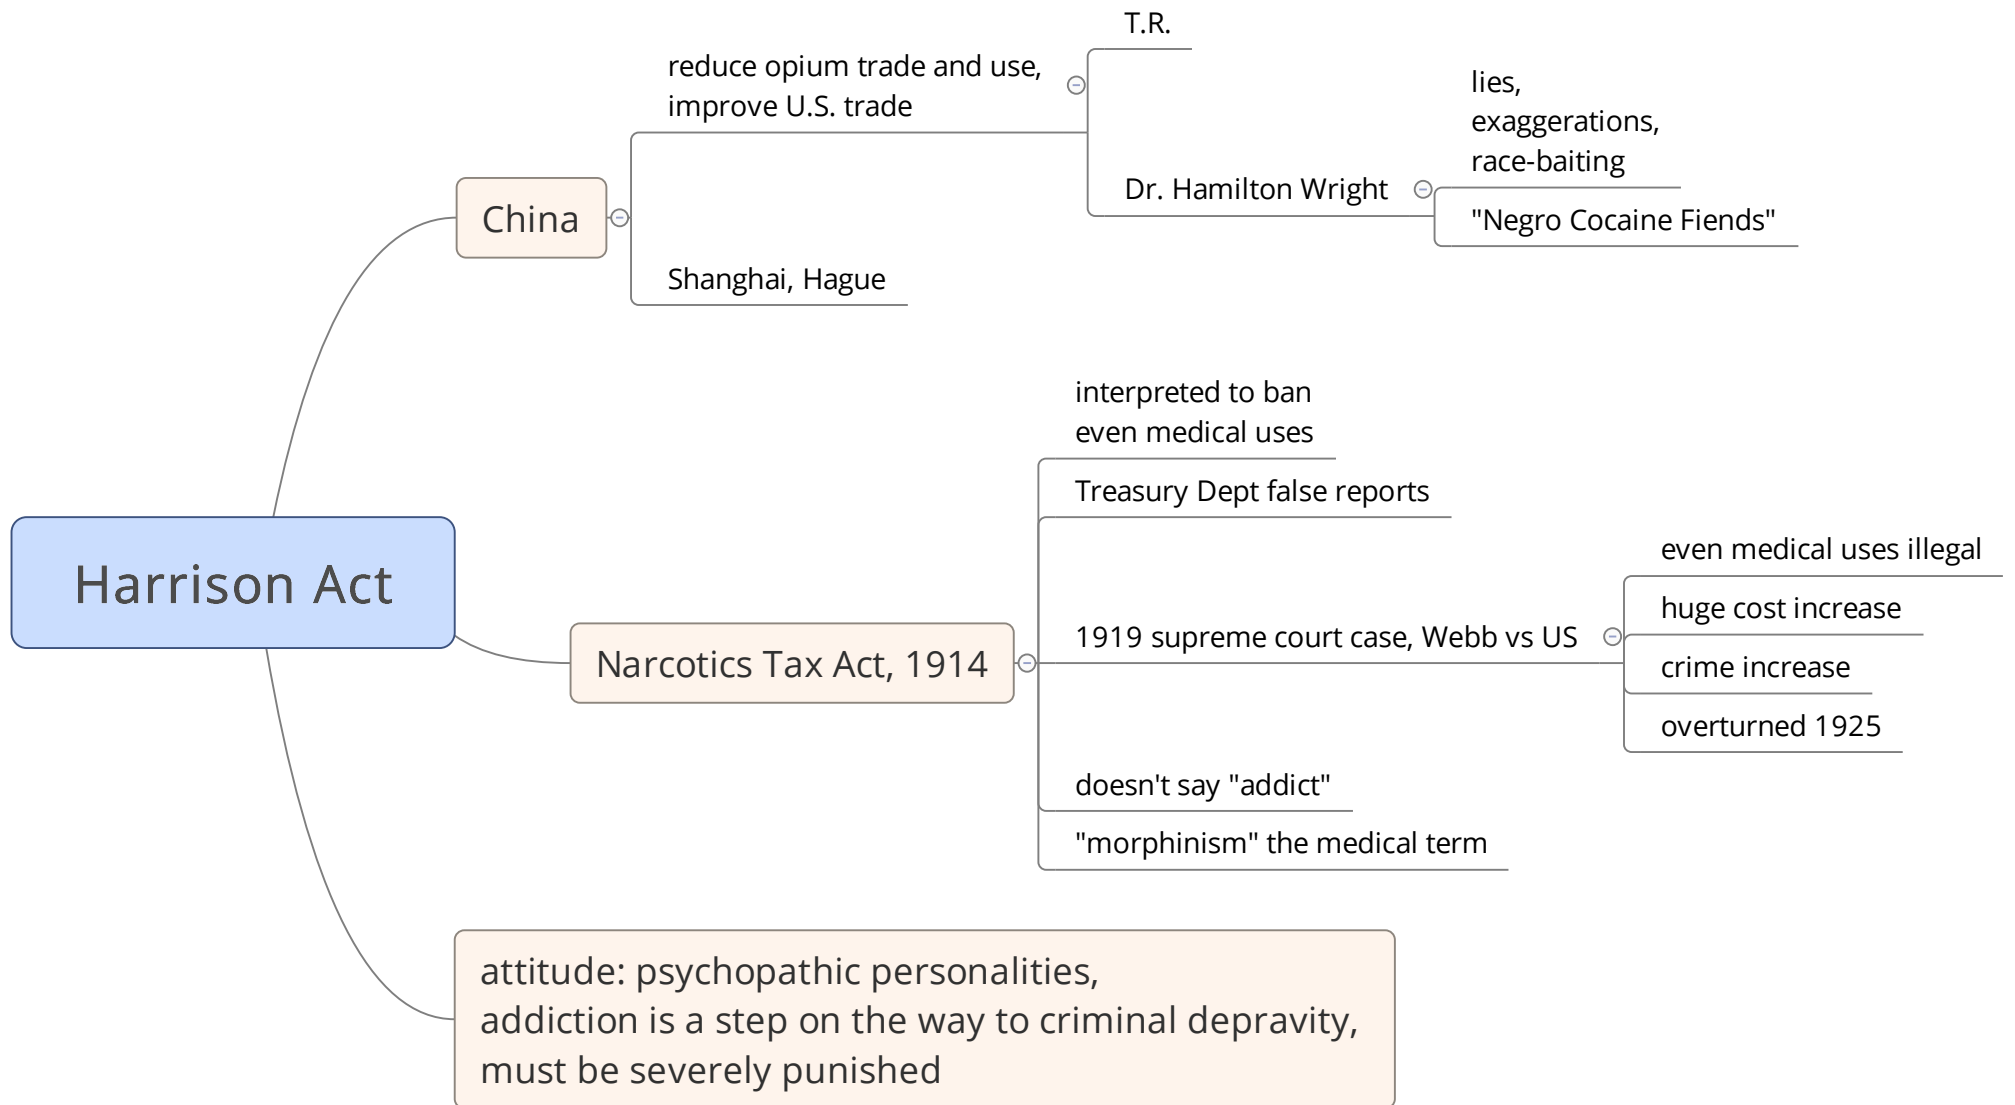 T.R.
reduce opium trade and use,
improve U.S. trade
lies,
exaggerations,
race-baiting
Dr. Hamilton Wright
"Negro Cocaine Fiends"
China
Shanghai, Hague
interpreted to ban
even medical uses
Treasury Dept false reports
even medical uses illegal
Harrison Act
huge cost increase
1919 supreme court case, Webb vs US
Narcotics Tax Act, 1914
crime increase
overturned 1925
doesn't say "addict"
"morphinism" the medical term
attitude: psychopathic personalities,
addiction is a step on the way to criminal depravity,
must be severely punished